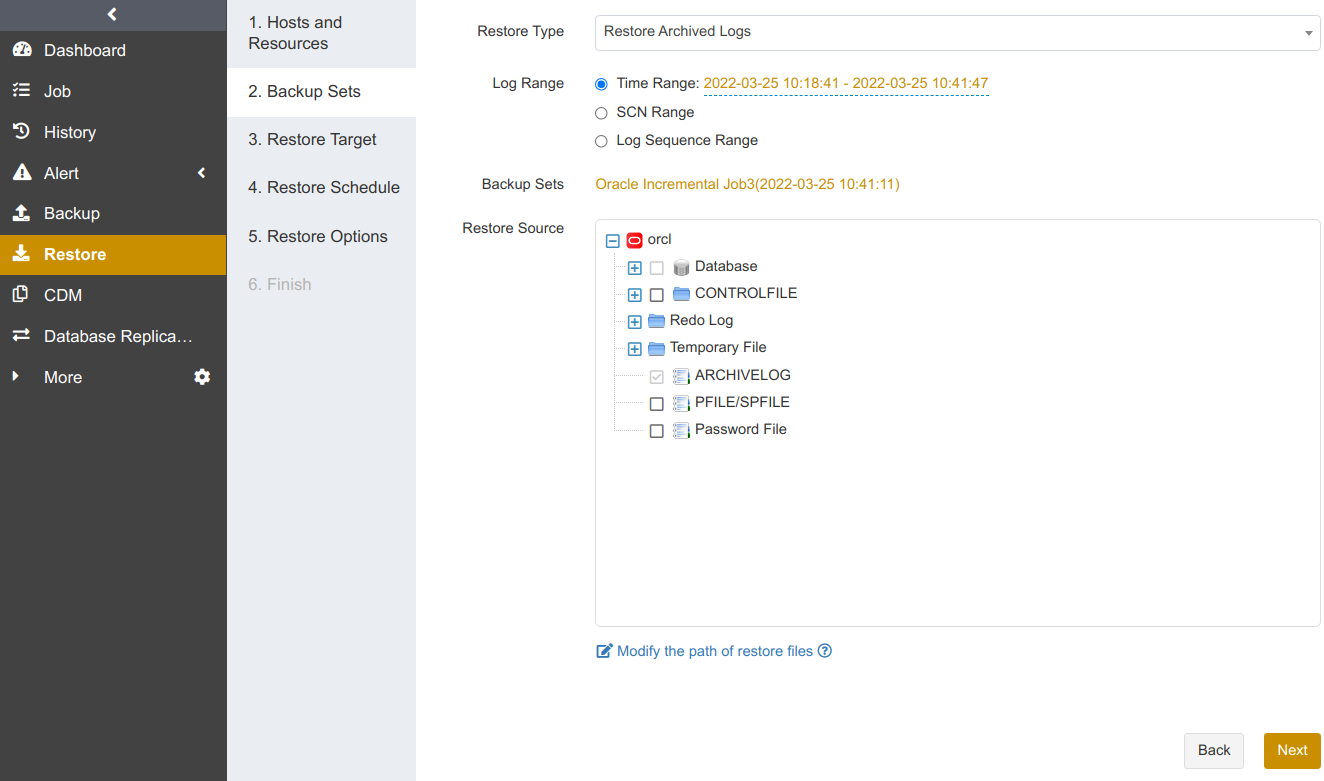 Dashboard
Job
History
Alert
Backup
Restore
CDM
Database Replica…
More
1. Hosts and
Resources
2. Backup Sets
3. Restore Target
4. Restore Schedule
5. Restore Options
6. Finish
Restore Type
Restore Archived Logs
Log Range
Time Range: 2022-03-25 10:18:41 - 2022-03-25 10:41:47
SCN Range
Log Sequence Range
Backup Sets
Oracle Incremental Job3(2022-03-25 10:41:11)
Restore Source
orcl
Database
CONTROLFILE
Redo Log
Temporary File
ARCHIVELOG
PFILE/SPFILE
Password File
Modify the path of restore files
Back
Next